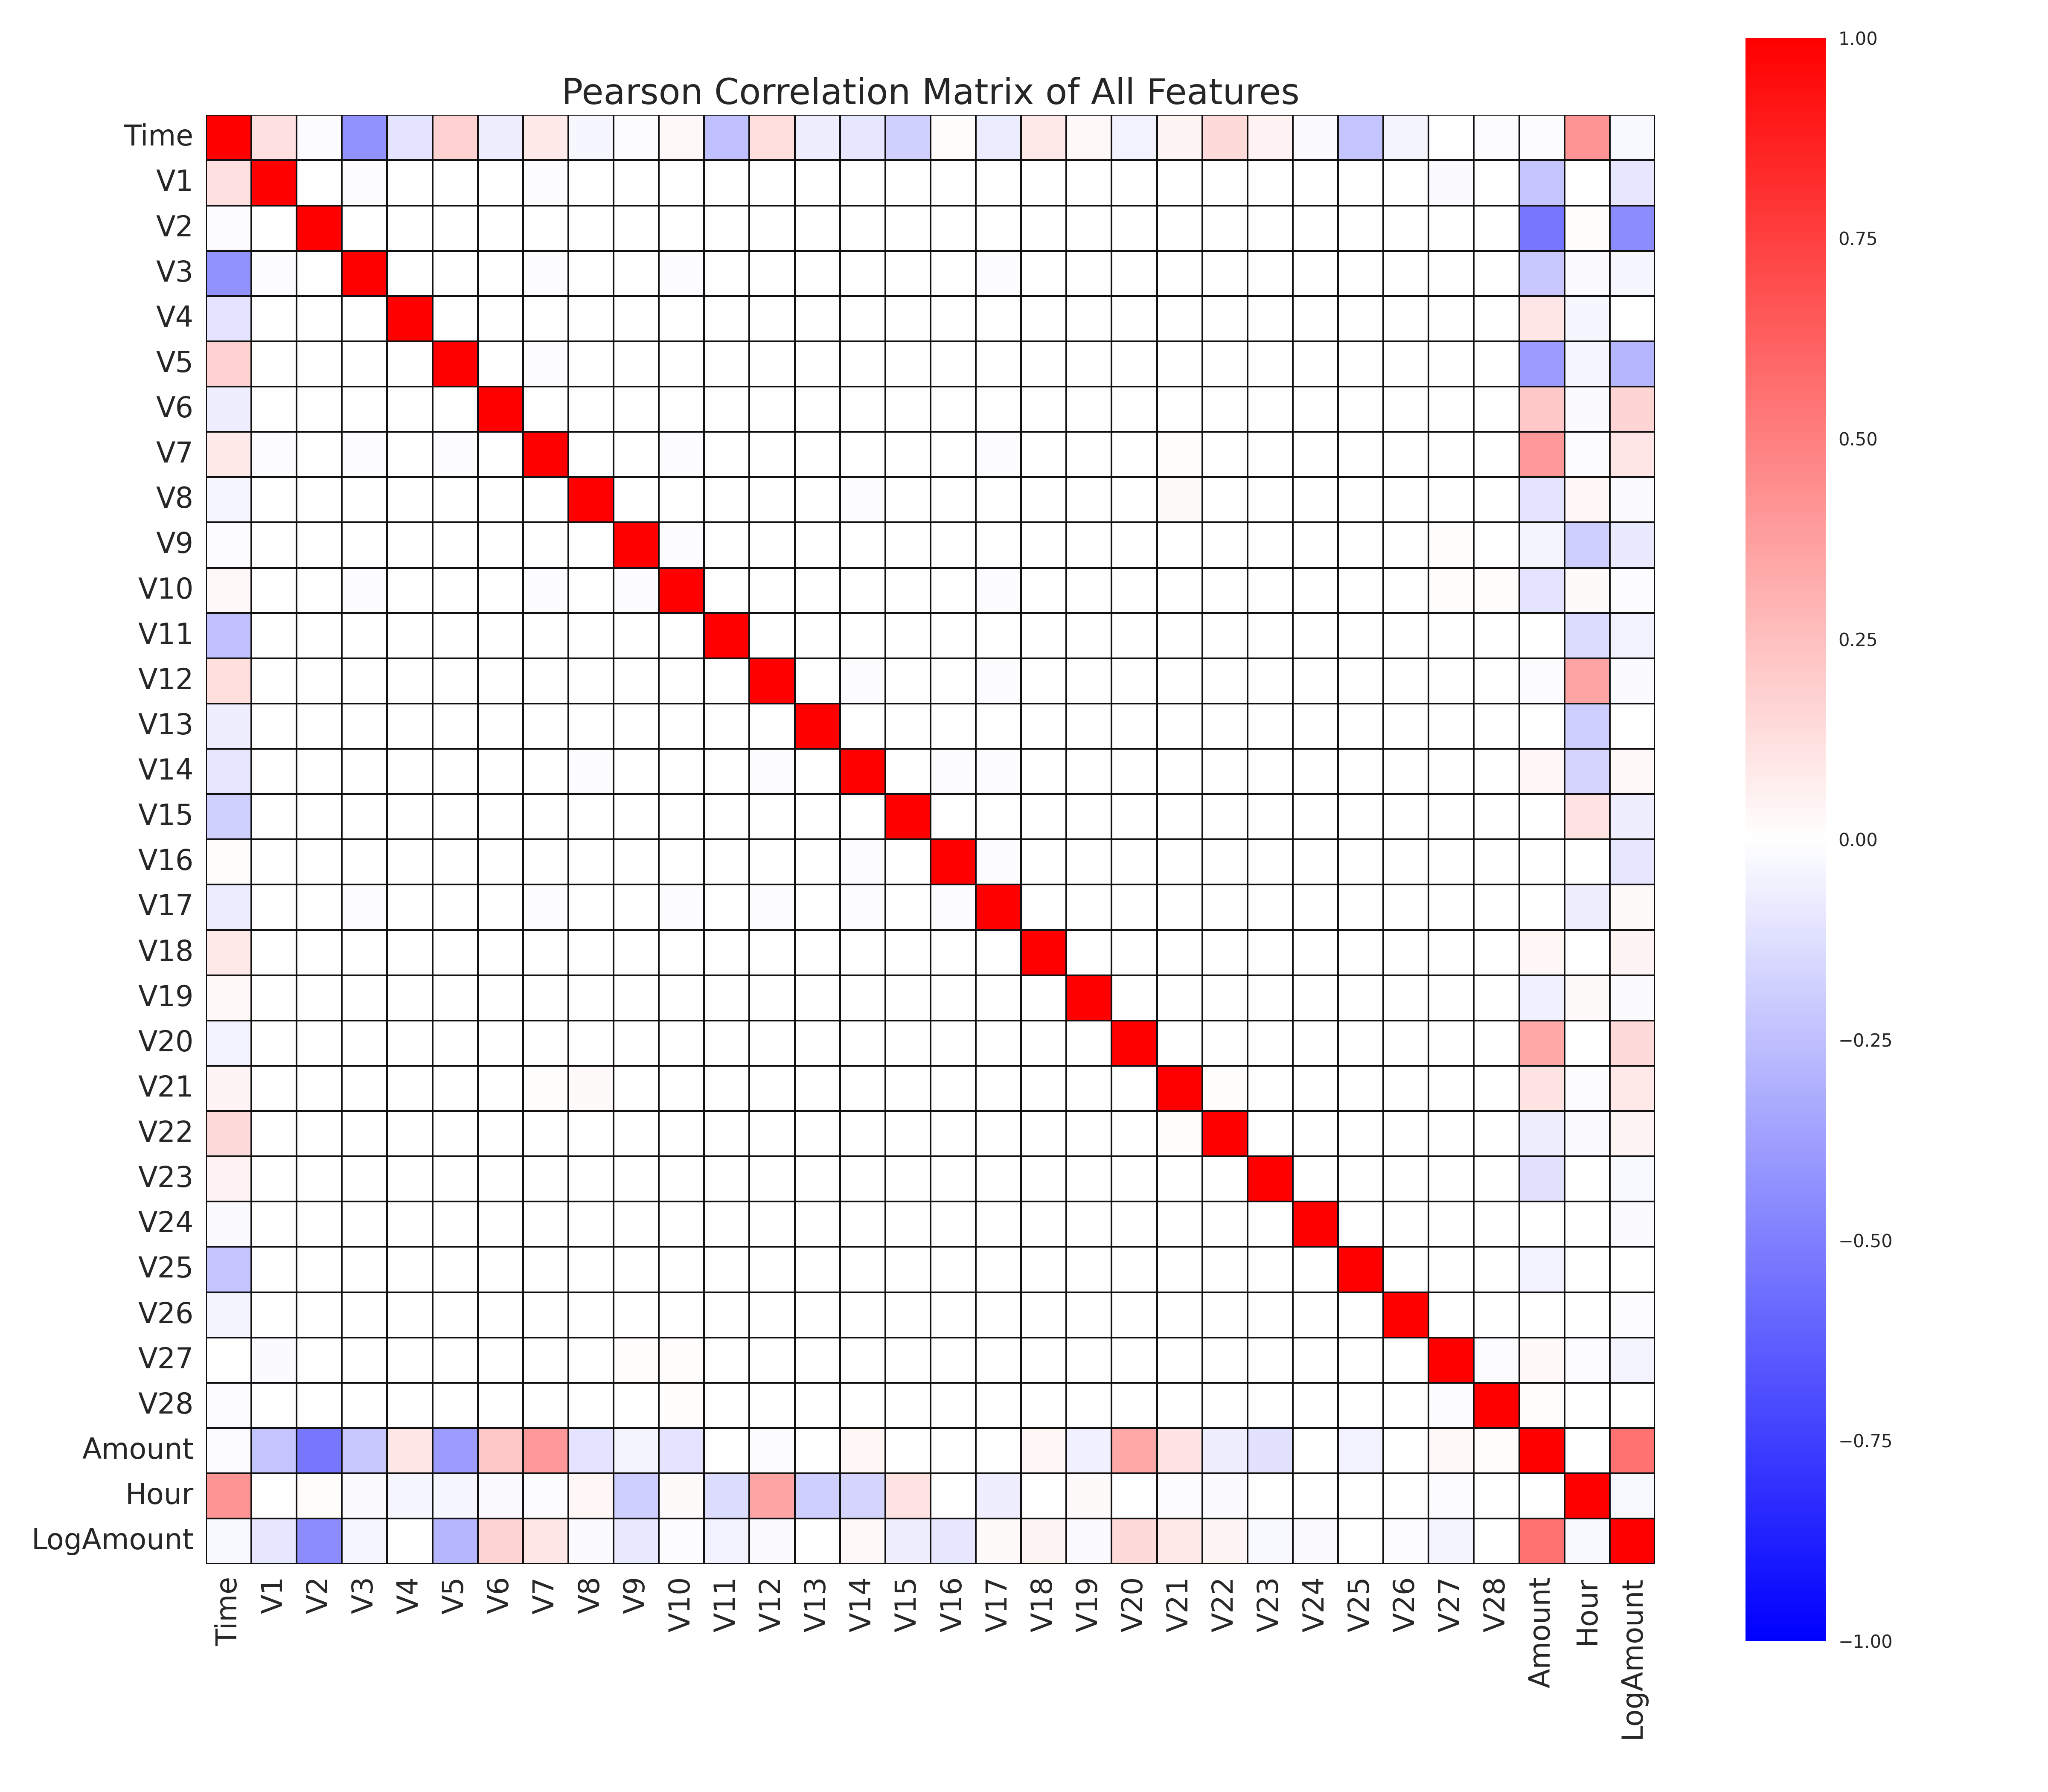 Pearson Correlation Matrix of All Features
Time
V1
V2
V3
V4
V5
V6
V7
V8
V9
V10
V11
V12
V13
V14
V15
V16
V17
V18
V19
V20
V21
V22
V23
V24
V25
V26
V27
V28
Amount
Hour
LogAmount
Time
V1
V2
V3
V4
V5
V6
V7
V8
V9
V10
V11
V12
V13
V14
V15
V16
V17
V18
V19
V20
V21
V22
V23
V24
V25
V26
V27
V28
Amount
Hour
LogAmount
1.00
0.75
0.50
0.25
0.00
−0.25
−0.50
−0.75
−1.00